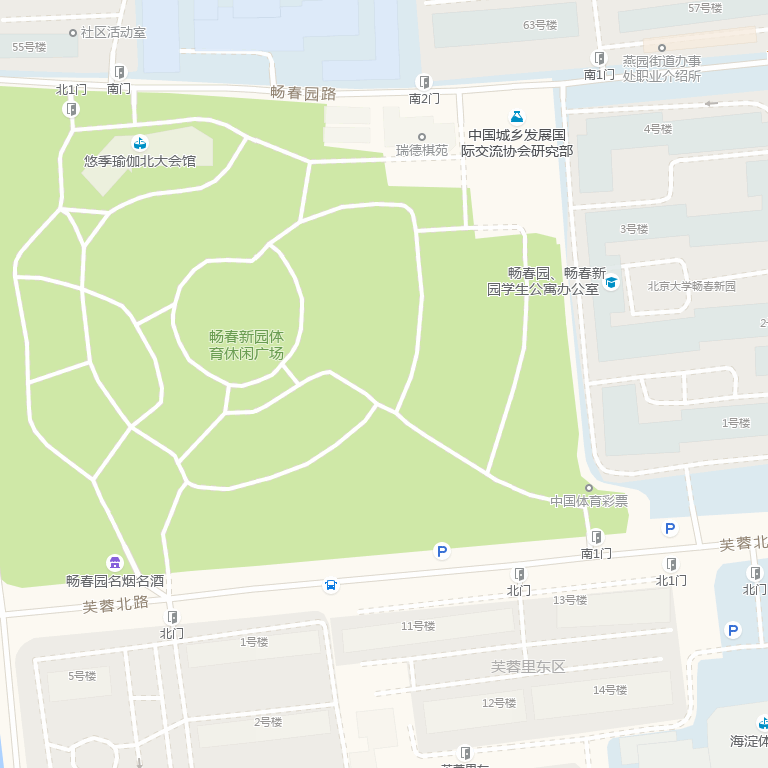 57号楼
63号楼
社区活动室
55号楼
燕园街道办事
处职业介绍所
南1门
南门
北1门
畅春园路
南2门
4号楼
中国城乡发展国
际交流协会研究部
瑞德棋苑
悠季瑜伽北大会馆
3号楼
畅春园、畅春新
园学生公寓办公室
北京大学畅春新园
畅春新园体
育休闲广场
1号楼
中国体育彩票
P
P
南1门
芙蓉北
畅春园名烟名酒
芙蓉北路
北门
北1门
北门
北门
13号楼
11号楼
P
1号楼
芙蓉里东区
5号楼
14号楼
12号楼
2号楼
海淀体